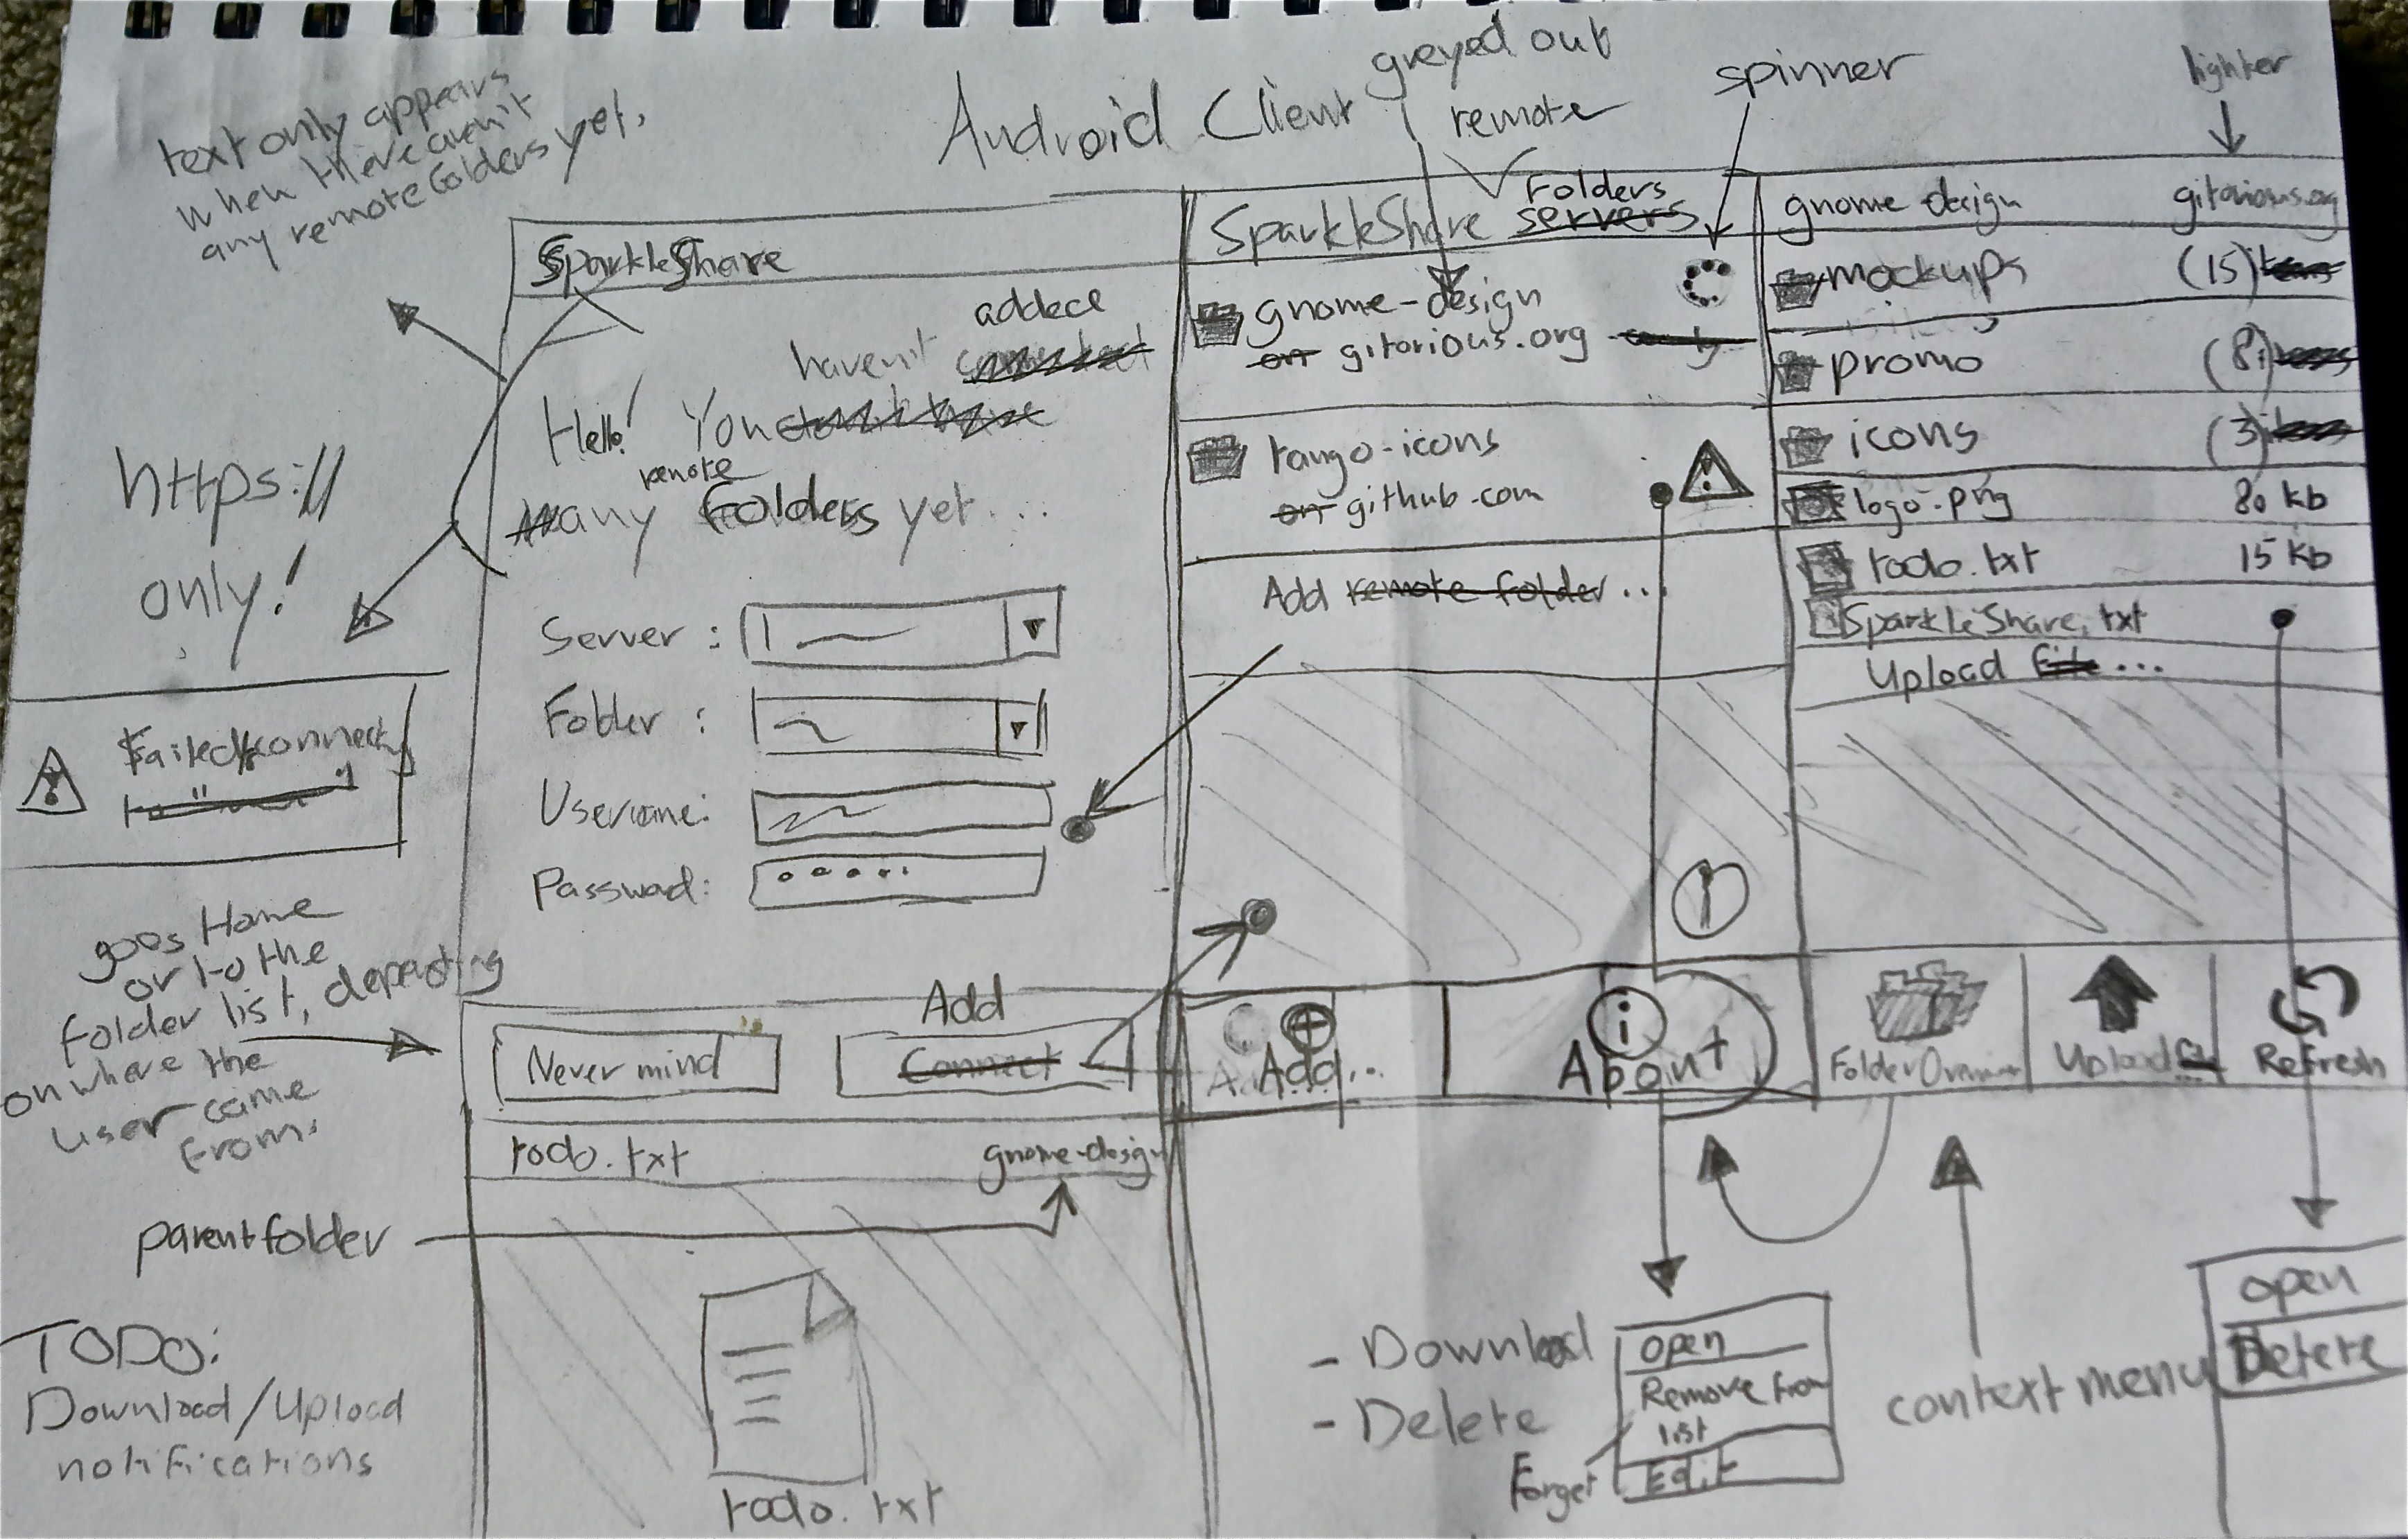 Android Client
greyed out
remote
spinner
lighter
text only appears
when there aren't
any remote folders yet.
https://
only!
Failed connect
goes Home
or to the
folder list, depending
on where the
user came
from.
parent folder
TODO:
Download/Upload
notifications
SparkleShare
added
haven't
Hello! You
remote
any folders yet...
Server:
Folder:
Username:
Password:
Add
Never mind
Connect
todo.txt
gnome-design
todo.txt
Folders
SparkleShare servers
gnome-design
on gitorious.org
tango-icons
on github.com
Add remote folder...
Add...
i
About
- Download
- Delete
open
Remove from
list
Edit
Forget
gnome design
gitorious.org
mockups (15)
promo (8)
icons (3)
logo.png 80 kb
todo.txt 15 kb
SparkleShare.txt
Upload file...
Upload
Refresh
context menu
open
Delete